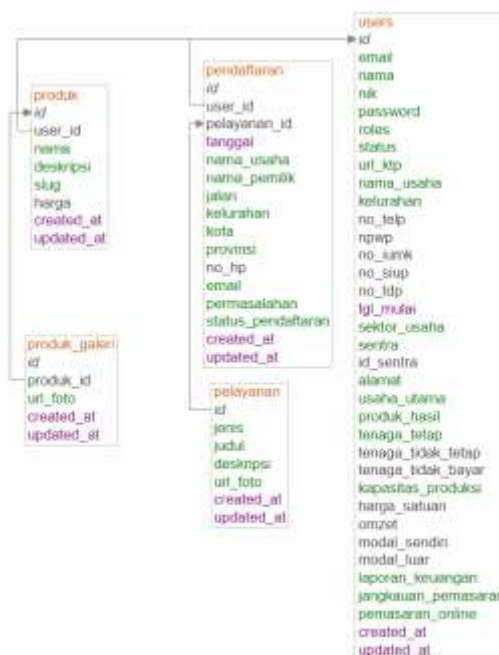 produk
id
user_id
nama
deskripsi
slug
harga
created_at
updated_at
produk_galeri
id
produk_id
url_foto
created_at
updated_at
pendaftaran
id
user_id
pelayanan_id
tanggal
nama_usaha
nama_pemilik
jalan
kelurahan
kota
provinsi
no_hp
email
permasalahan
status_pendaftaran
created_at
updated_at
pelayanan
id
jenis
judul
deskripsi
url_foto
created_at
updated_at
users
id
email
nama
nik
password
roles
status
url_ktp
nama_usaha
kelurahan
no_telp
npwp
no_iumk
no_siup
no_tdp
tgl_mulai
sektor_usaha
sentra
id_sentra
alamat
usaha_utama
produk_hasil
tenaga_tetap
tenaga_tidak_tetap
tenaga_tidak_bayar
kapasitas_produksi
harga_satuan
omzet
modal_sendiri
modal_luar
laporan_keuangan
jangkauan_pemasaran
pemasaran_online
created_at
updated_at